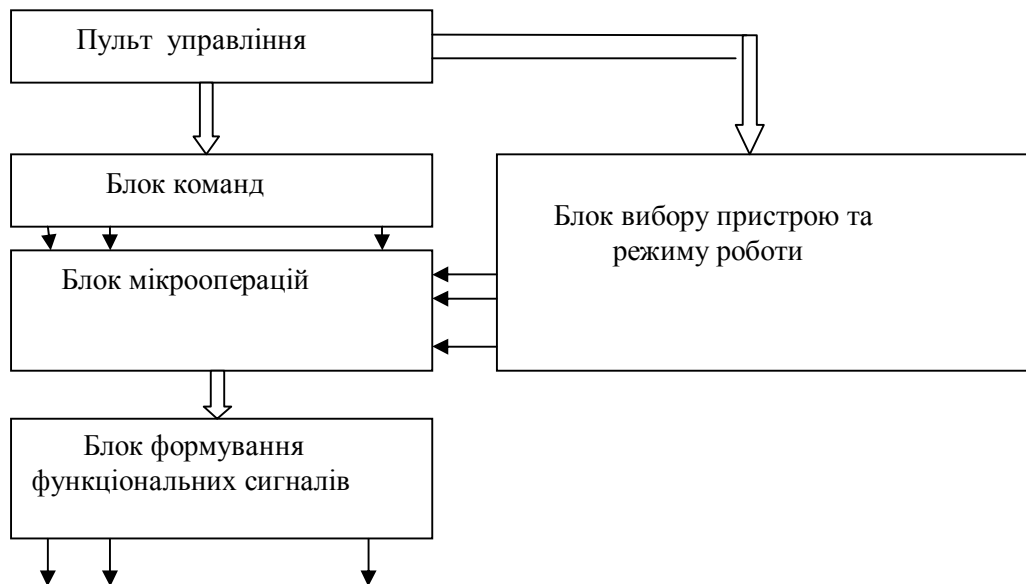 Пульт управління
Блок команд
Блок вибору пристрою та
режиму роботи
Блок мікрооперацій
Блок формування
функціональних сигналів